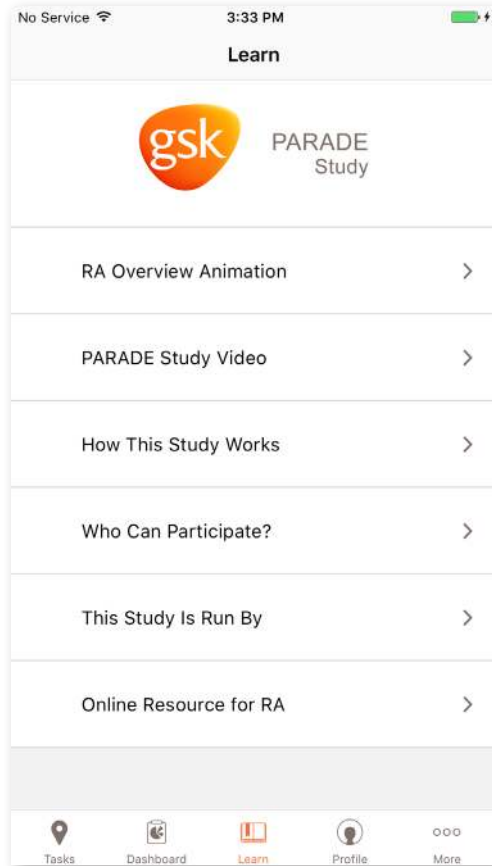 No Service 3:33 PM
Learn
gsk PARADE
Study
RA Overview Animation
PARADE Study Video
How This Study Works
Who Can Participate?
This Study Is Run By
Online Resource for RA
Tasks Dashboard Learn Profile More